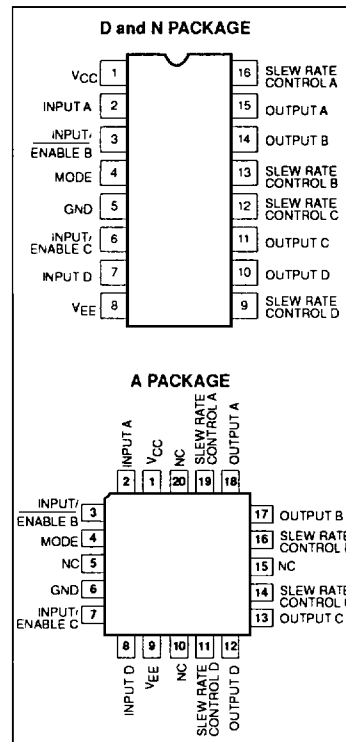 D and N PACKAGE
VCC 1
16 SLEW RATE
CONTROL A
INPUT A 2
15 OUTPUT A
INPUT/
ENABLE B 3
14 OUTPUT B
MODE 4
13 SLEW RATE
CONTROL B
GND 5
12 SLEW RATE
CONTROL C
INPUT/
ENABLE C 6
11 OUTPUT C
INPUT D 7
10 OUTPUT D
VEE 8
9 SLEW RATE
CONTROL D
A PACKAGE
INPUT A
VCC
NC
SLEW RATE
CONTROL A
OUTPUT A
2 1 20 19 18
INPUT/
ENABLE B 3
17 OUTPUT B
MODE 4
16 SLEW RATE
CONTROL
NC 5
15 NC
GND 6
14 SLEW RATE
CONTROL
INPUT/
ENABLE C 7
13 OUTPUT C
8 9 10 11 12
INPUT D
VEE
NC
SLEW RATE
CONTROL D
OUTPUT D